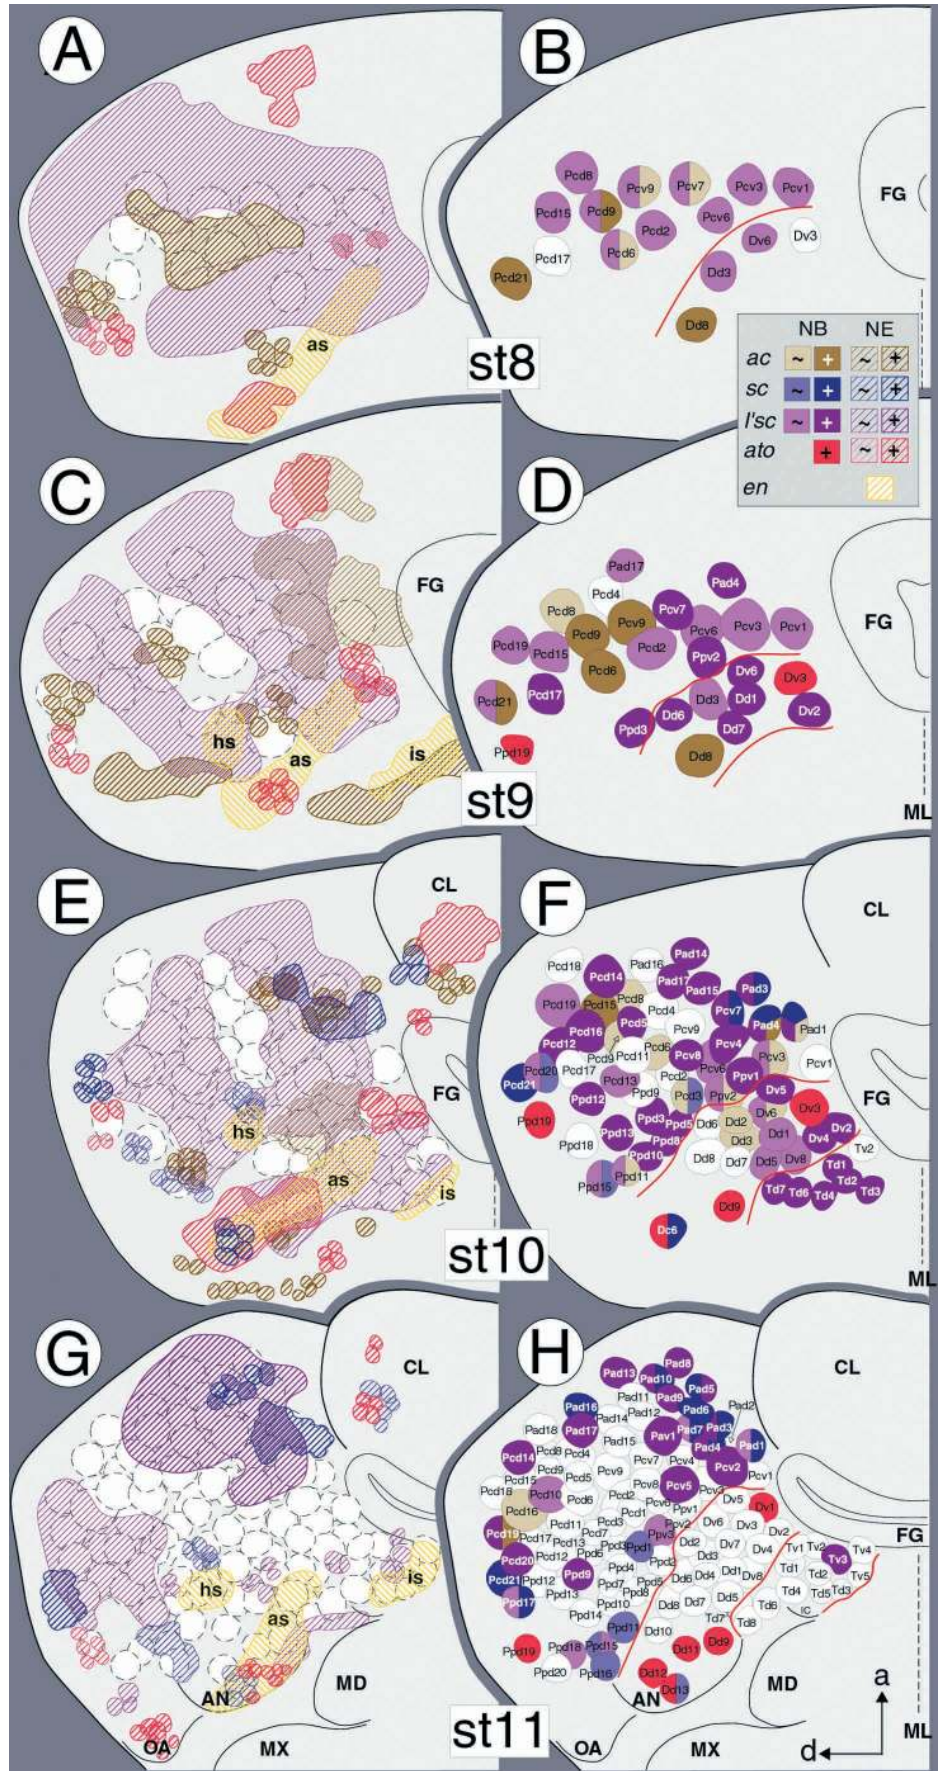 A
as
st8
B
Pcd8
Pcv9
Pcv7
Pcv3
Pcv1
Pcd15
Pcd9
Pcd2
Pcv6
Dv6
Dv3
Pcd17
Pcd6
Dd3
Pcd21
Dd8
FG
NB NE
ac ~ + ~ +
sc ~ + ~ +
l'sc ~ + ~ +
ato + ~ +
en
C
FG
hs
as
is
st9
D
Pad17
Pad4
Pcd4
Pcd8
Pcv7
Pcv9
Pcd9
Pcv6
Pcv3
Pcv1
Pcd19
Pcd15
Pcd2
Ppv2
Pcd6
Dv6
Dv3
Pcd21
Pcd17
Dd3
Dd1
Dd6
Dv2
Ppd3
Dd7
Ppd19
Dd8
FG
ML
E
CL
FG
hs
as
is
st10
F
CL
Pad14
Pcd18
Pcd14
Pad16
Pad17
Pad15
Pad3
Pcd19
Pcd15
Pcd8
Pcd4
Pcv7
Pcd16
Pcd5
Pcv9
Pad4
Pad1
Pcd12
Pcd9
Pcd11
Pcd6
Pcv8
Pcv4
Pcv3
Pcv1
Pcd20
Pcd17
Pcd13
Pcd2
Pcv6
Ppv1
Pcd21
Ppd12
Ppd9
Pcd3
Ppv2
Dv5
FG
Ppd19
Ppd3
Ppd5
Dd6
Dd2
Dv6
Dv3
Ppd18
Ppd13
Ppd8
Dd3
Dd1
Dv4
Dv2
Ppd10
Dd8
Dd7
Dd5
Dv8
Tv2
Ppd15
Ppd11
Td1
Td2
Td7
Td6
Td4
Td3
Dd9
Dc6
ML
G
CL
hs
as
is
AN
MD
OA
MX
st11
H
CL
Pad13
Pad8
Pad10
Pad5
Pad11
Pad9
Pad16
Pad12
Pad6
Pad2
Pad14
Pad18
Pad17
Pad15
Pav1
Pad7
Pad3
Pad4
Pad1
Pcd14
Pcd8
Pcd4
Pcv7
Pcv4
Pcv2
Pcd9
Pcv9
Pcd15
Pcd5
Pcv8
Pcv5
Pcv3
Pcv1
Pcd18
Pcd10
Pcd6
Pcd2
Pcv6
Ppv1
Dv5
Dv1
Pcd16
Pcd1
Pcd11
Pcd3
Ppv2
Dv6
Dv3
Pcd19
Pcd17
Pcd7
Ppv3
Dv2
FG
Pcd13
Ppd3
Ppd1
Dd2
Dv7
Dv4
Tv1
Tv2
Tv4
Pcd20
Pcd12
Ppd6
Ppd2
Dd3
Tv3
Pcd21
Ppd12
Ppd9
Ppd4
Dd4
Dd1
Dv8
Td1
Td2
Tv5
Ppd7
Ppd5
Dd6
Ppd17
Ppd13
Ppd8
Td4
Td5
Td3
Ppd10
Dd8
Dd7
Dd5
Td6
IC
Ppd14
Td7
Td8
Ppd11
Dd10
Ppd19
Ppd18
Ppd15
Dd11
Dd9
Ppd20
Ppd16
Dd12
Dd13
AN
MD
OA
MX
a
d
ML